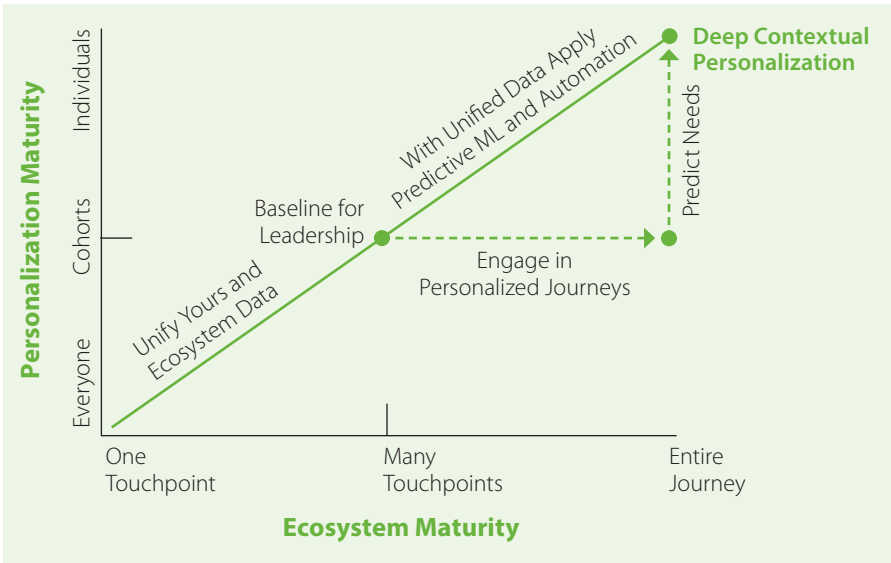 Personalization Maturity
Individuals
Cohorts
Everyone
Deep Contextual
Personalization
With Unified Data Apply
Predictive ML and Automation
Predict Needs
Baseline for
Leadership
Engage in
Personalized Journeys
Unify Yours and
Ecosystem Data
One
Touchpoint
Many
Touchpoints
Entire
Journey
Ecosystem Maturity